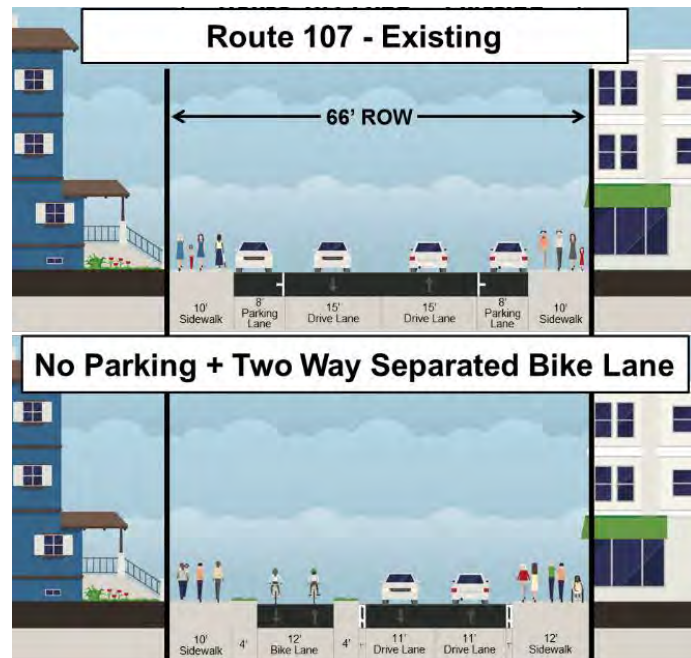 Route 107 - Existing
66' ROW
10' Sidewalk
8' Parking Lane
15' Drive Lane
15' Drive Lane
8' Parking Lane
10' Sidewalk
No Parking + Two Way Separated Bike Lane
10' Sidewalk
4'
12' Bike Lane
4'
11' Drive Lane
11' Drive Lane
12' Sidewalk